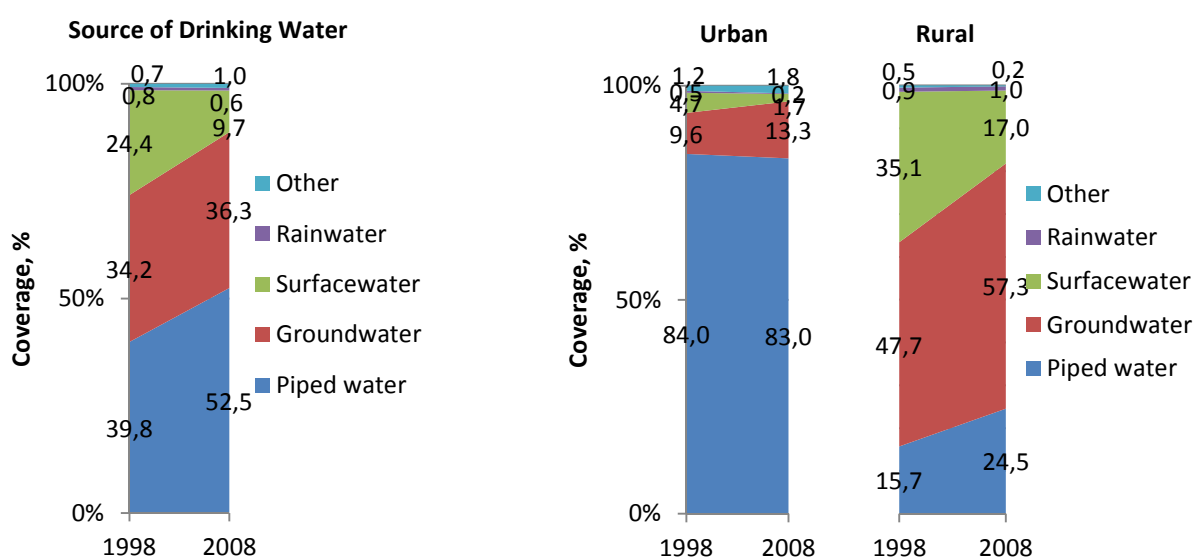 Source of Drinking Water
Coverage, %
100%
50%
0%
0,7 1,0
0,8 0,6
24,4 9,7
34,2 36,3
39,8 52,5
1998 2008
Other
Rainwater
Surfacewater
Groundwater
Piped water
Urban Rural
Coverage, %
100%
50%
0%
1,2 1,8
0,5 0,2
4,7 1,7
9,6 13,3
84,0 83,0
1998 2008
0,5 0,2
0,9 1,0
35,1 17,0
47,7 57,3
15,7 24,5
1998 2008
Other
Rainwater
Surfacewater
Groundwater
Piped water